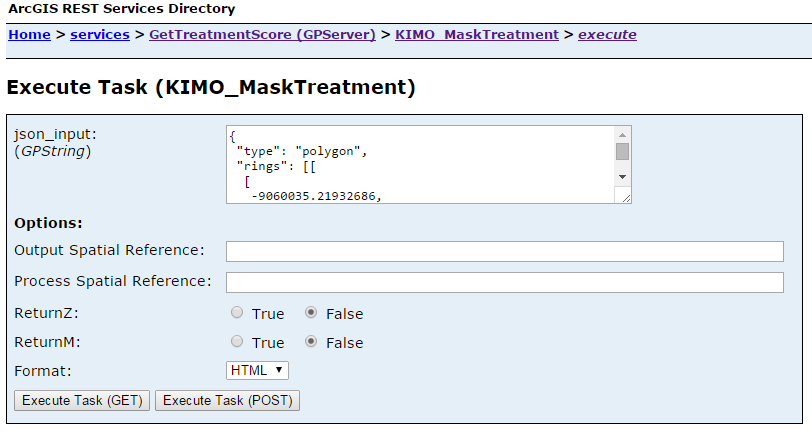 ArcGIS REST Services Directory
Home > services > GetTreatmentScore (GPServer) > KIMO_MaskTreatment > execute
Execute Task (KIMO_MaskTreatment)
json_input:
(GPString)
{
"type": "polygon",
"rings": [[
[
-9060035.21932686,
Options:
Output Spatial Reference:
Process Spatial Reference:
ReturnZ: True False
ReturnM: True False
Format: HTML
Execute Task (GET) Execute Task (POST)